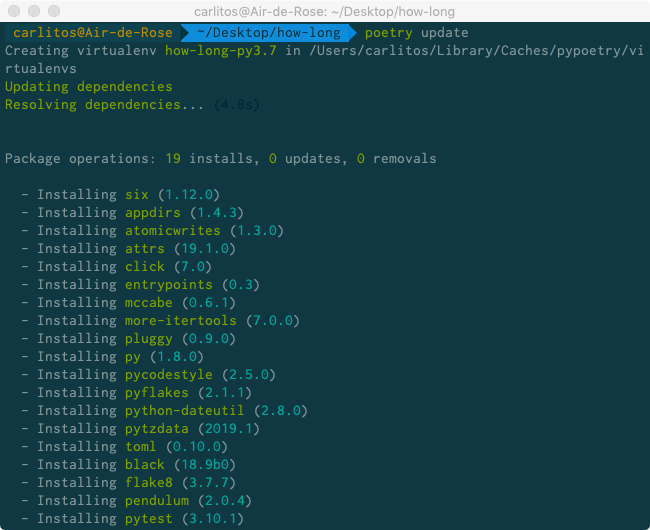 carlitos@Air-de-Rose: ~/Desktop/how-long
carlitos@Air-de-Rose ~/Desktop/how-long poetry update
Creating virtualenv how-long-py3.7 in /Users/carlitos/Library/Caches/pypoetry/vi
rtualenvs
Updating dependencies
Resolving dependencies... (4.8s)
Package operations: 19 installs, 0 updates, 0 removals
- Installing six (1.12.0)
- Installing appdirs (1.4.3)
- Installing atomicwrites (1.3.0)
- Installing attrs (19.1.0)
- Installing click (7.0)
- Installing entrypoints (0.3)
- Installing mccabe (0.6.1)
- Installing more-itertools (7.0.0)
- Installing pluggy (0.9.0)
- Installing py (1.8.0)
- Installing pycodestyle (2.5.0)
- Installing pyflakes (2.1.1)
- Installing python-dateutil (2.8.0)
- Installing pytzdata (2019.1)
- Installing toml (0.10.0)
- Installing black (18.9b0)
- Installing flake8 (3.7.7)
- Installing pendulum (2.0.4)
- Installing pytest (3.10.1)